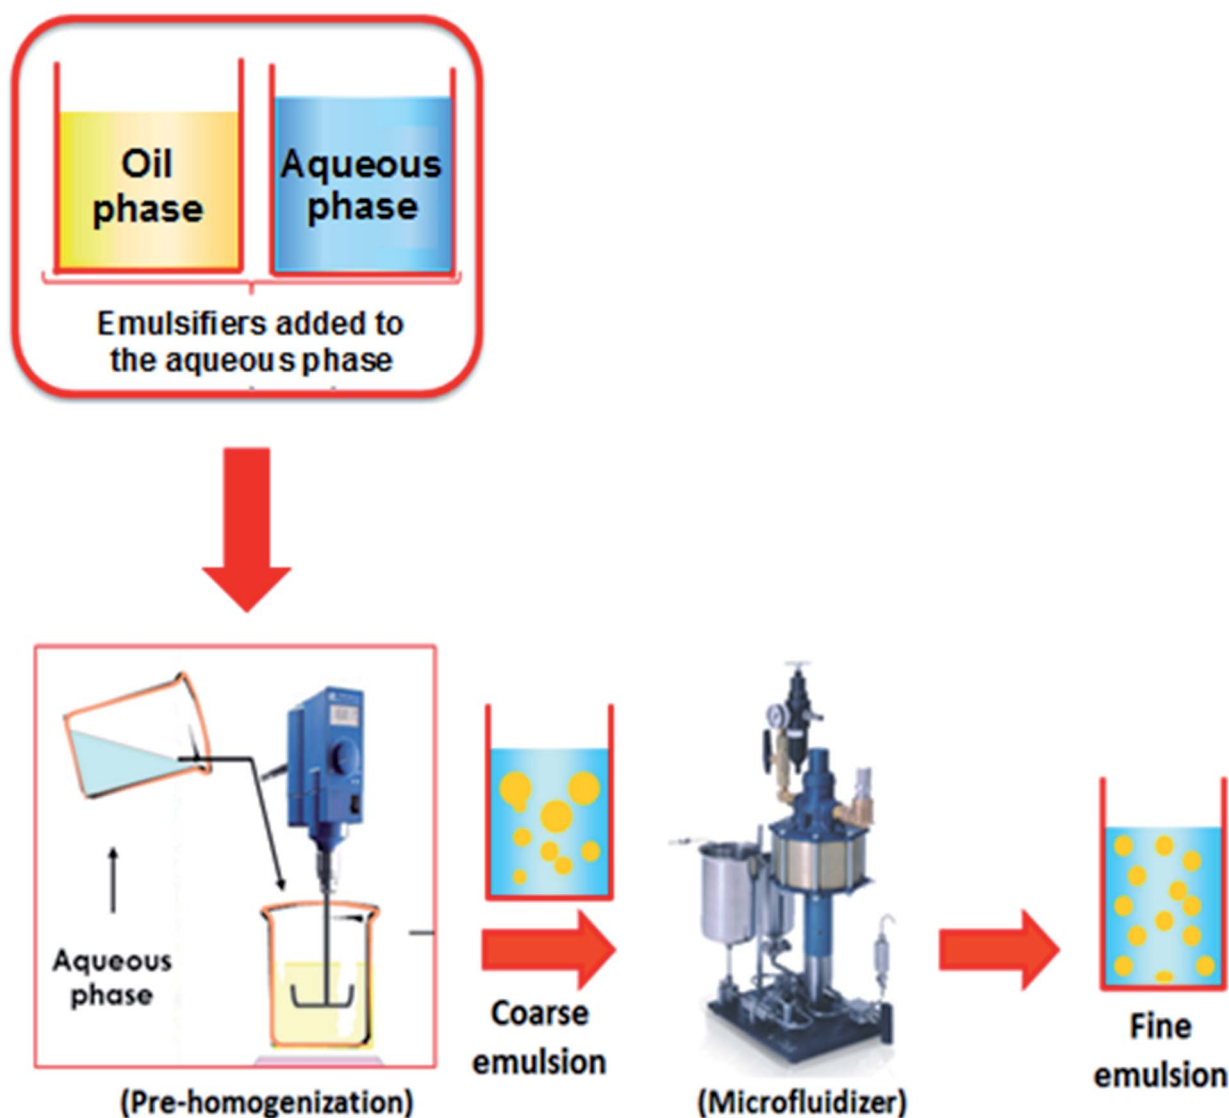 Oil
phase
Aqueous
phase
Emulsifiers added to
the aqueous phase
Aqueous
phase
(Pre-homogenization)
Coarse
emulsion
(Microfluidizer)
Fine
emulsion